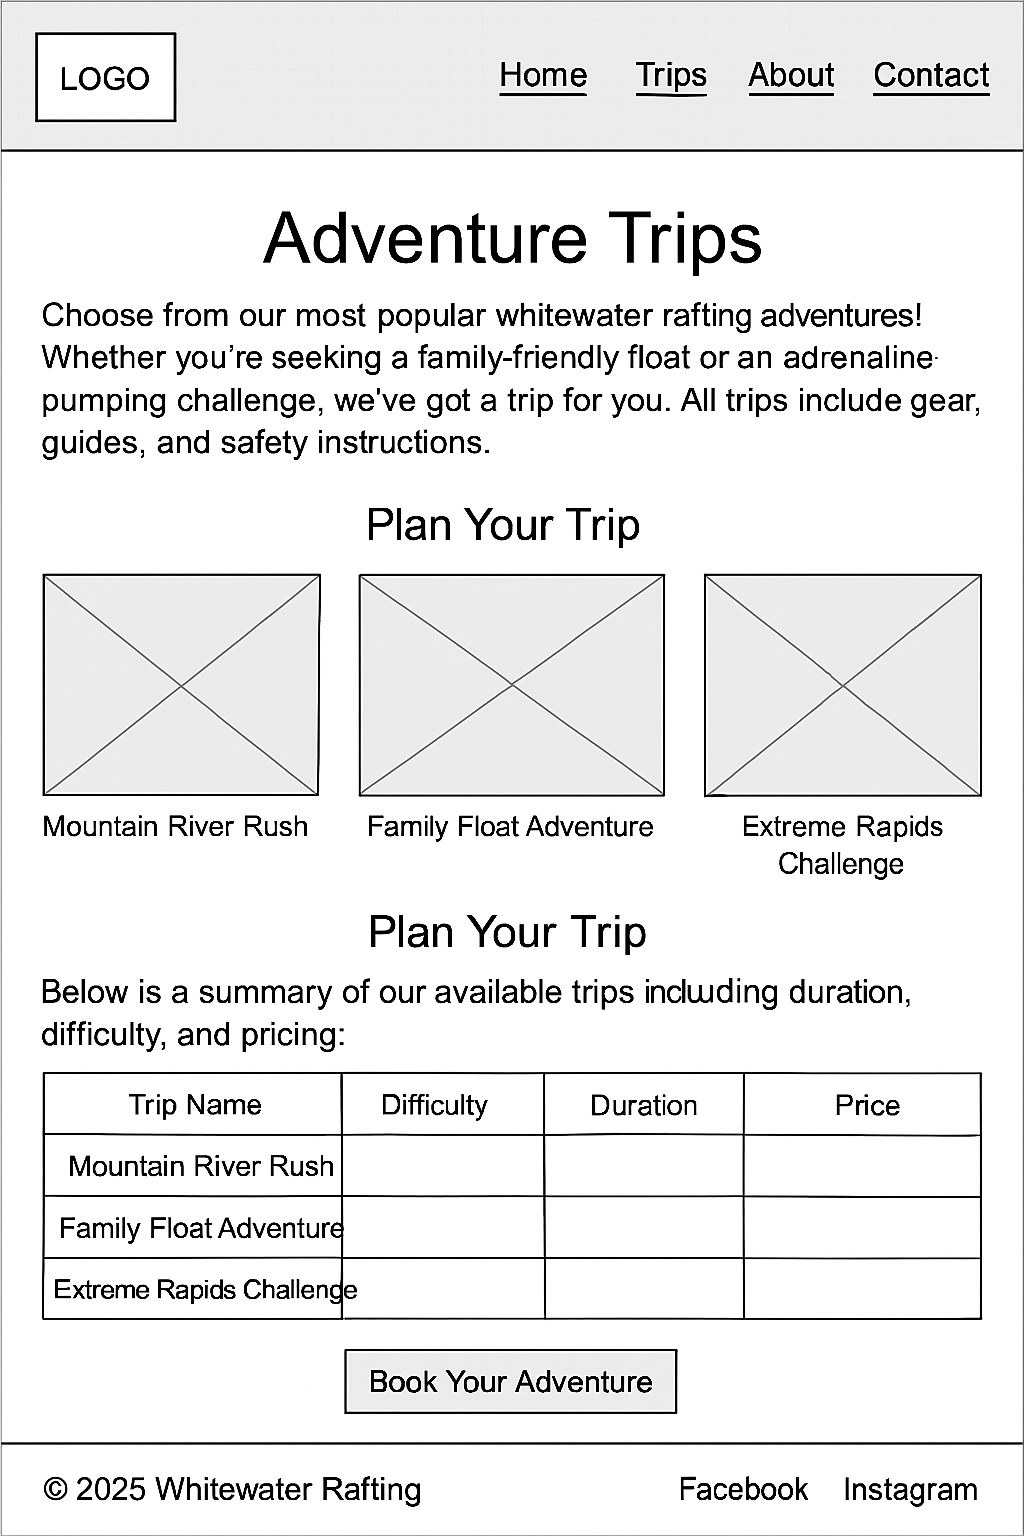 LOGO
Home Trips About Contact
Adventure Trips
Choose from our most popular whitewater rafting adventures!
Whether you’re seeking a family-friendly float or an adrenaline-
pumping challenge, we've got a trip for you. All trips include gear,
guides, and safety instructions.
Plan Your Trip
Mountain River Rush
Family Float Adventure
Extreme Rapids
Challenge
Plan Your Trip
Below is a summary of our available trips including duration,
difficulty, and pricing:
Trip Name Difficulty Duration Price
Mountain River Rush
Family Float Adventure
Extreme Rapids Challenge
Book Your Adventure
© 2025 Whitewater Rafting Facebook Instagram